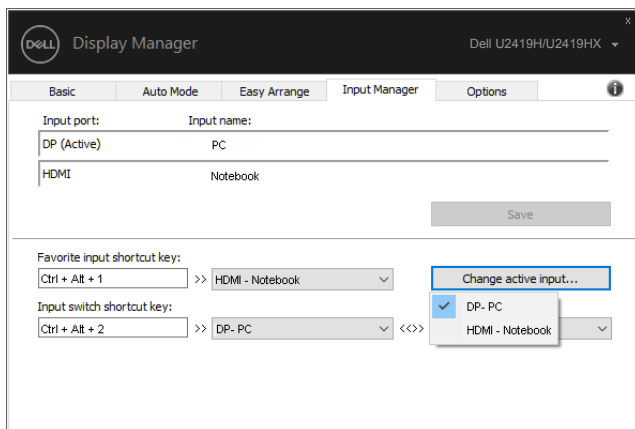 x
DELL Display Manager Dell U2419H/U2419HX
Basic Auto Mode Easy Arrange Input Manager Options i
Input port: Input name:
DP (Active) PC
HDMI Notebook
Save
Favorite input shortcut key:
Ctrl + Alt + 1 >> HDMI - Notebook Change active input...
Input switch shortcut key:
Ctrl + Alt + 2 >> DP- PC <<>>
DP- PC
HDMI - Notebook